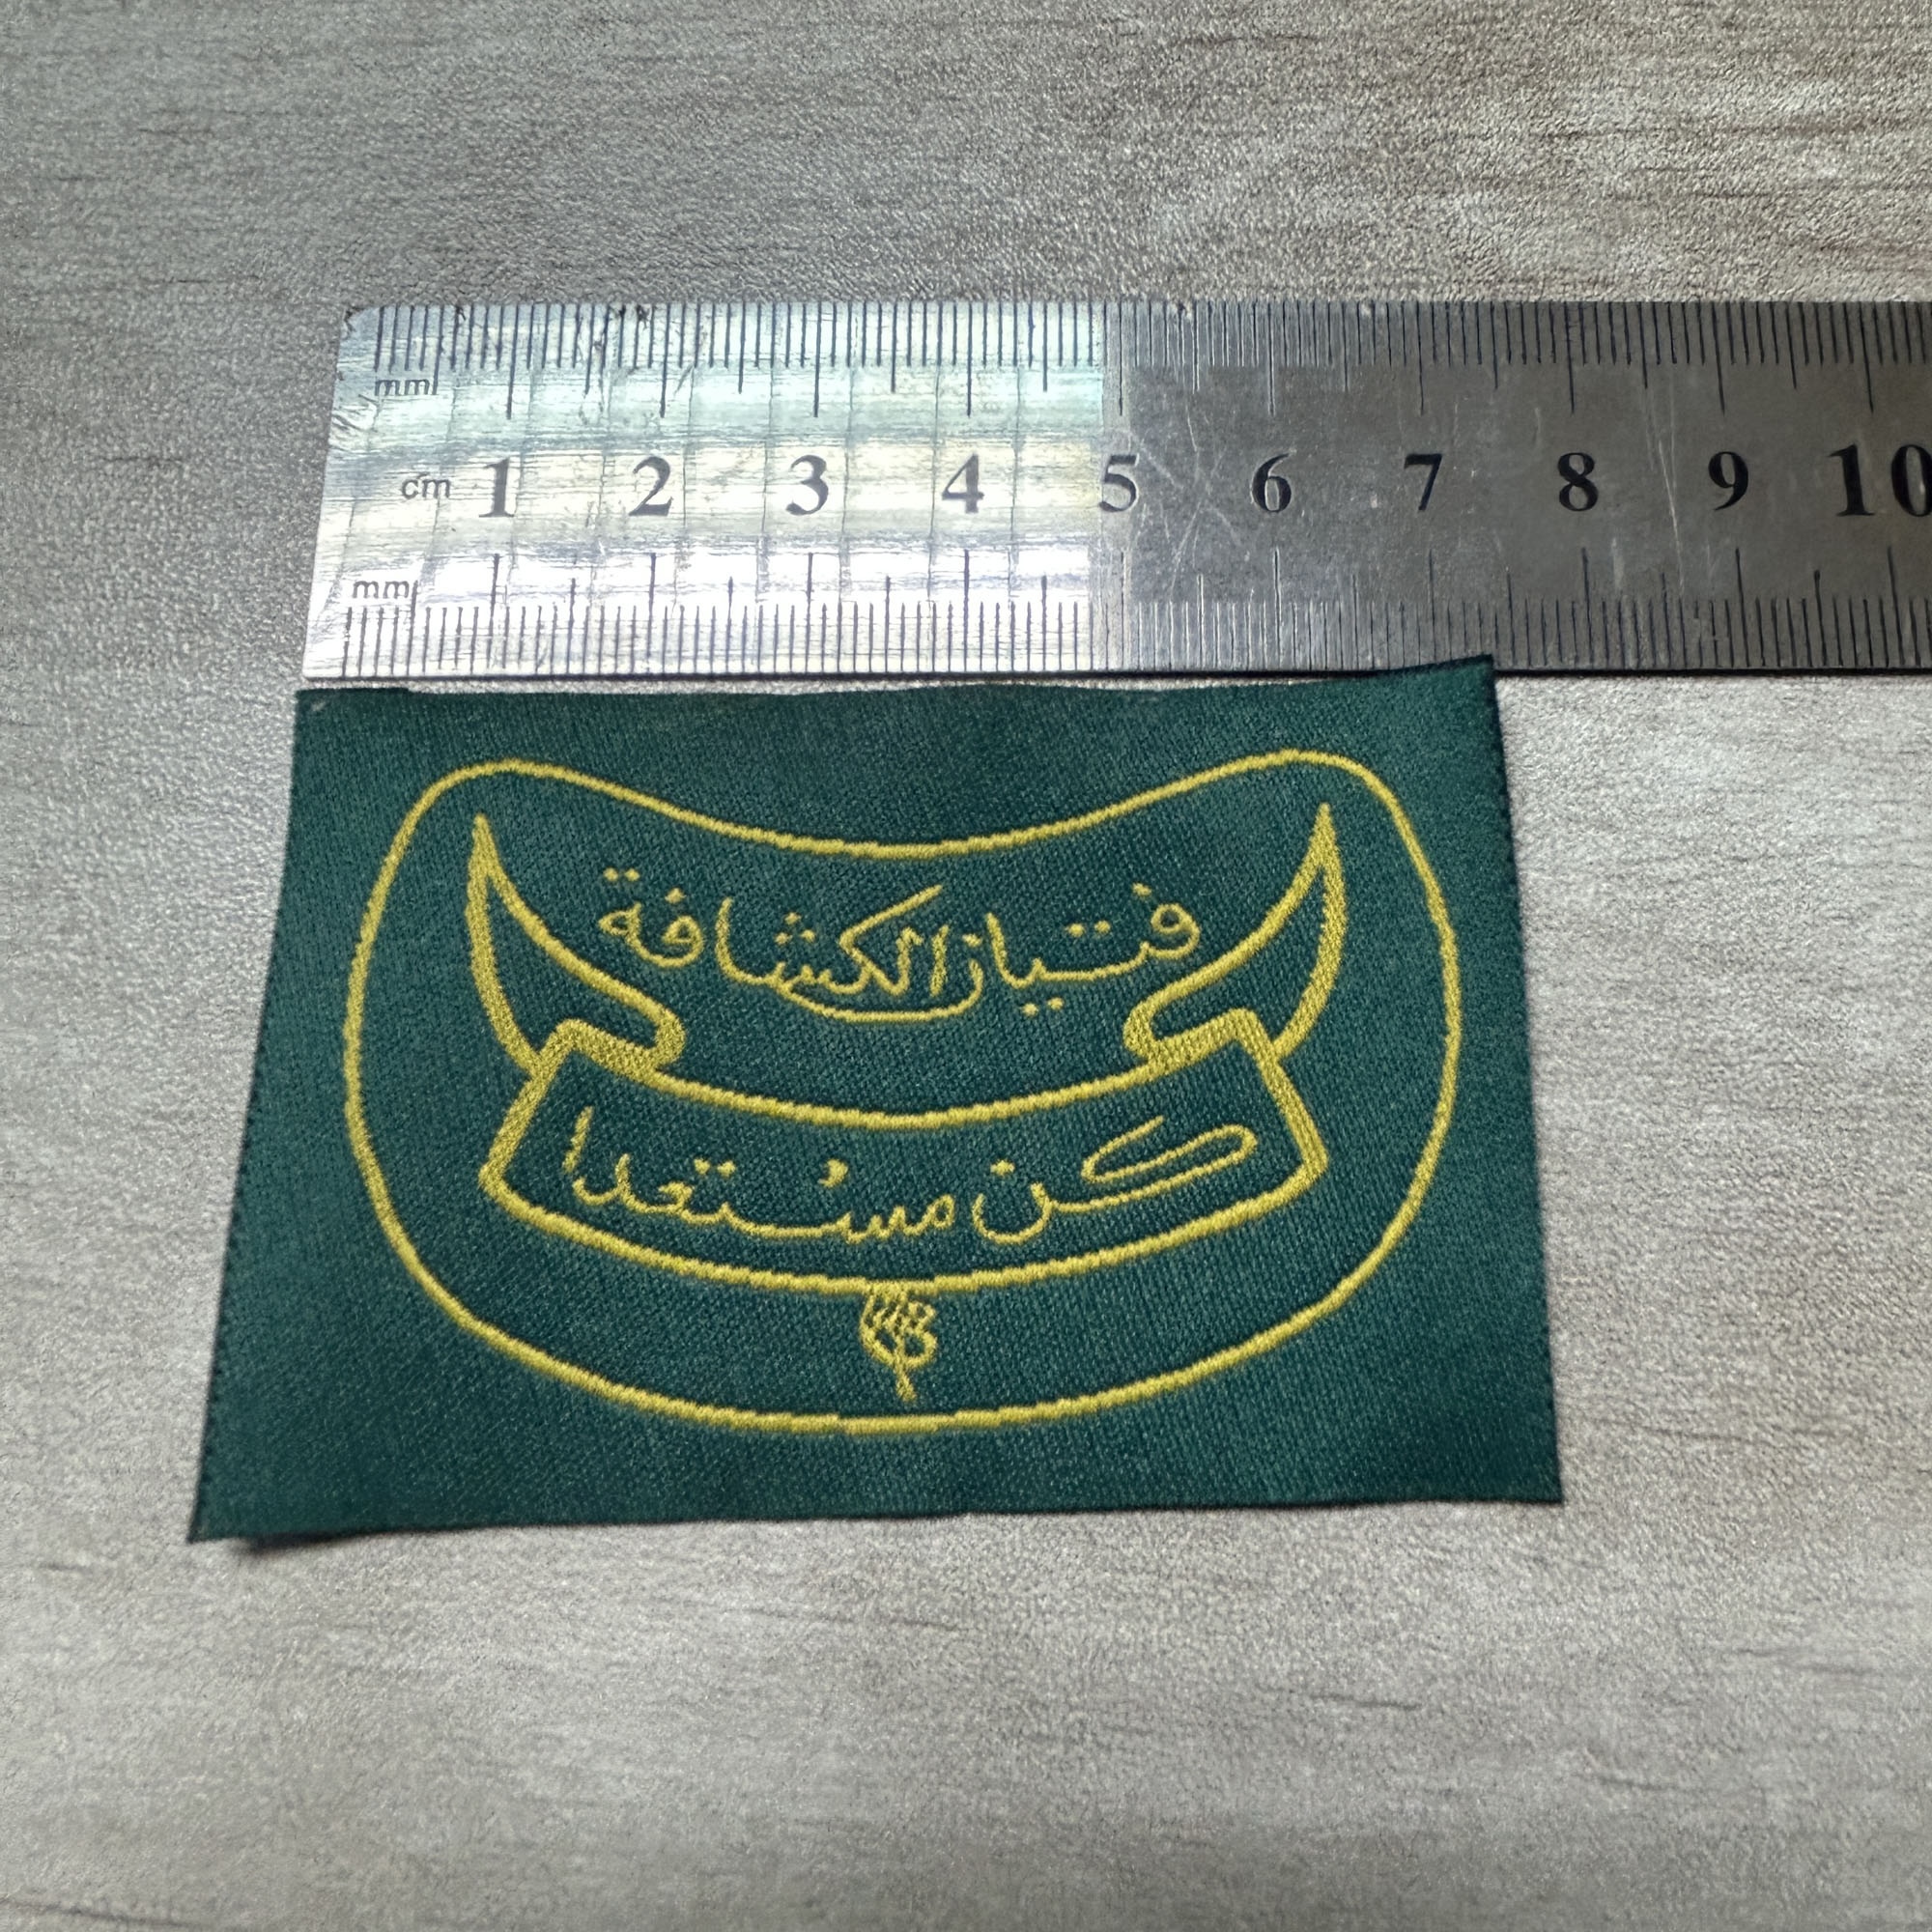 mm
cm 1 2 3 4 5 6 7 8 9 10
mm
فتيان الكشافة
كن مستعدا